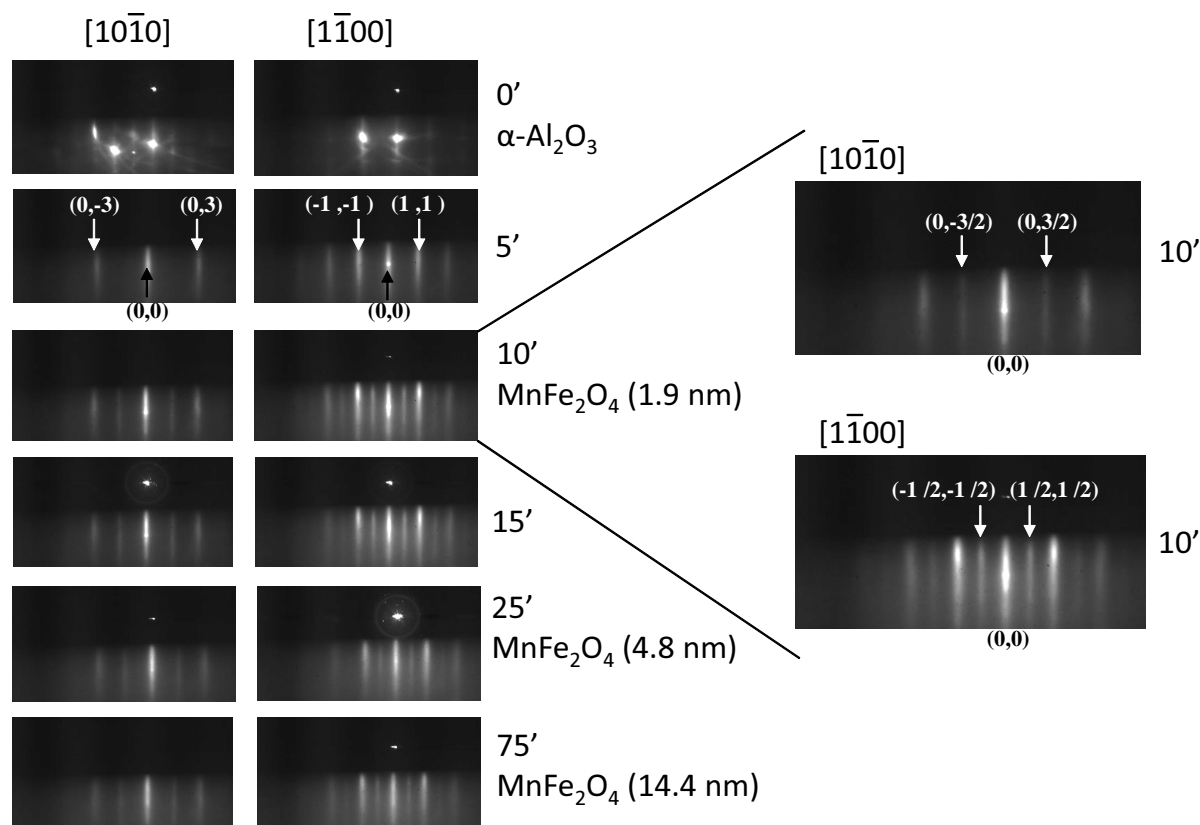 [101̅0]
[11̅00]
0’
α-Al₂O₃
(0,-3)
(0,3)
(0,0)
(-1 ,-1 )
(1 ,1 )
(0,0)
5’
10’
MnFe₂O₄ (1.9 nm)
15’
25’
MnFe₂O₄ (4.8 nm)
75’
MnFe₂O₄ (14.4 nm)
[101̅0]
(0,-3/2)
(0,3/2)
(0,0)
10’
[11̅00]
(-1 /2,-1 /2)
(1 /2,1 /2)
(0,0)
10’